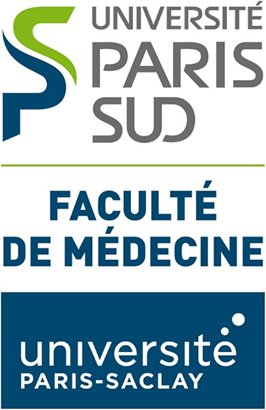 UNIVERSITÉ
PARIS
SUD
FACULTÉ
DE MÉDECINE
université
PARIS-SACLAY